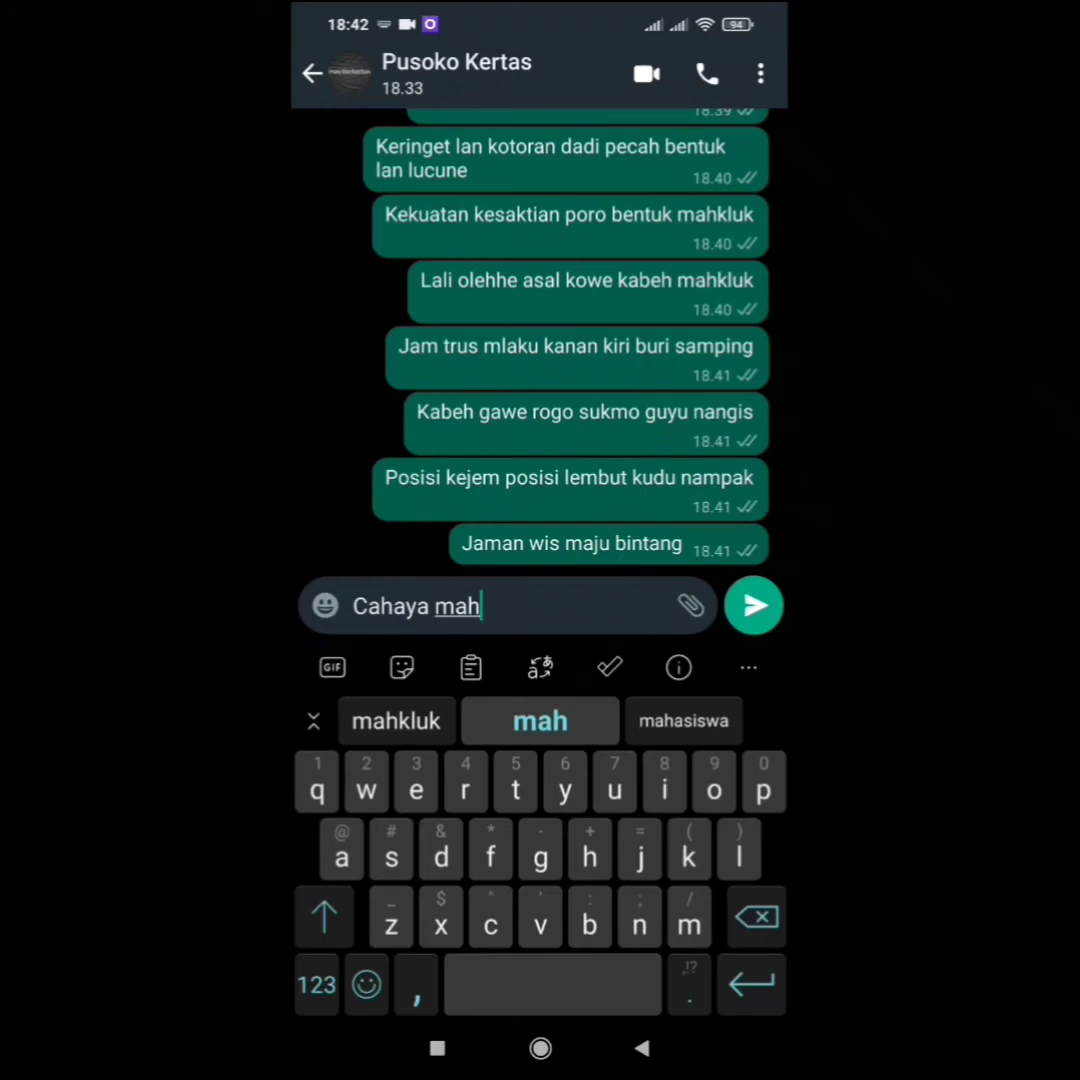 18:42
94
Pusoko Kertas
18.33
18.39
Keringet lan kotoran dadi pecah bentuk
lan lucune
18.40
Kekuatan kesaktian poro bentuk mahkluk
18.40
Lali olehhe asal kowe kabeh mahkluk
18.40
Jam trus mlaku kanan kiri buri samping
18.41
Kabeh gawe rogo sukmo guyu nangis
18.41
Posisi kejem posisi lembut kudu nampak
18.41
Jaman wis maju bintang 18.41
Cahaya mah
GIF
mahkluk mah mahasiswa
1 2 3 4 5 6 7 8 9 0
q w e r t y u i o p
@ # & * - + = ( )
a s d f g h j k l
_ $ " ' : ; /
z x c v b n m
123 , ,!? .